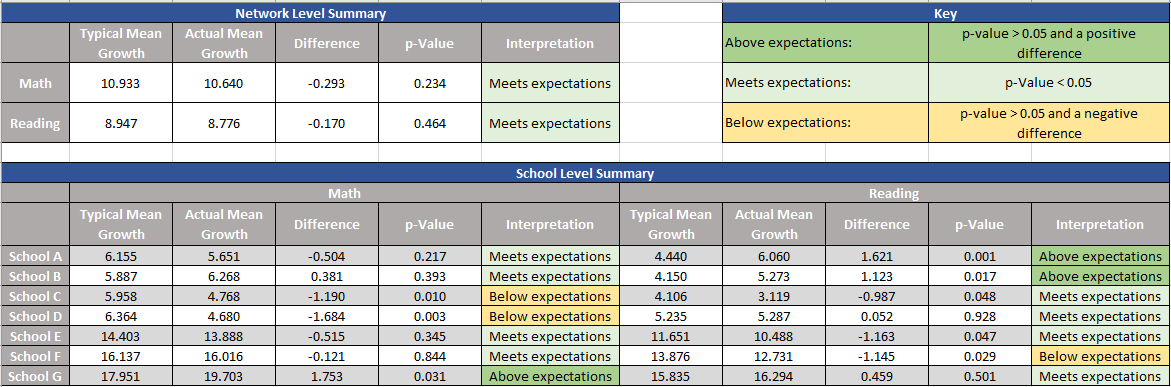 Network Level Summary
Typical Mean Growth Actual Mean Growth Difference p-Value Interpretation
Math 10.933 10.640 -0.293 0.234 Meets expectations
Reading 8.947 8.776 -0.170 0.464 Meets expectations
Key
Above expectations: p-value > 0.05 and a positive difference
Meets expectations: p-Value < 0.05
Below expectations: p-value > 0.05 and a negative difference
School Level Summary
Math Reading
Typical Mean Growth Actual Mean Growth Difference p-Value Interpretation Typical Mean Growth Actual Mean Growth Difference p-Value Interpretation
School A 6.155 5.651 -0.504 0.217 Meets expectations 4.440 6.060 1.621 0.001 Above expectations
School B 5.887 6.268 0.381 0.393 Meets expectations 4.150 5.273 1.123 0.017 Above expectations
School C 5.958 4.768 -1.190 0.010 Below expectations 4.106 3.119 -0.987 0.048 Meets expectations
School D 6.364 4.680 -1.684 0.003 Below expectations 5.235 5.287 0.052 0.928 Meets expectations
School E 14.403 13.888 -0.515 0.345 Meets expectations 11.651 10.488 -1.163 0.047 Meets expectations
School F 16.137 16.016 -0.121 0.844 Meets expectations 13.876 12.731 -1.145 0.029 Below expectations
School G 17.951 19.703 1.753 0.031 Above expectations 15.835 16.294 0.459 0.501 Meets expectations